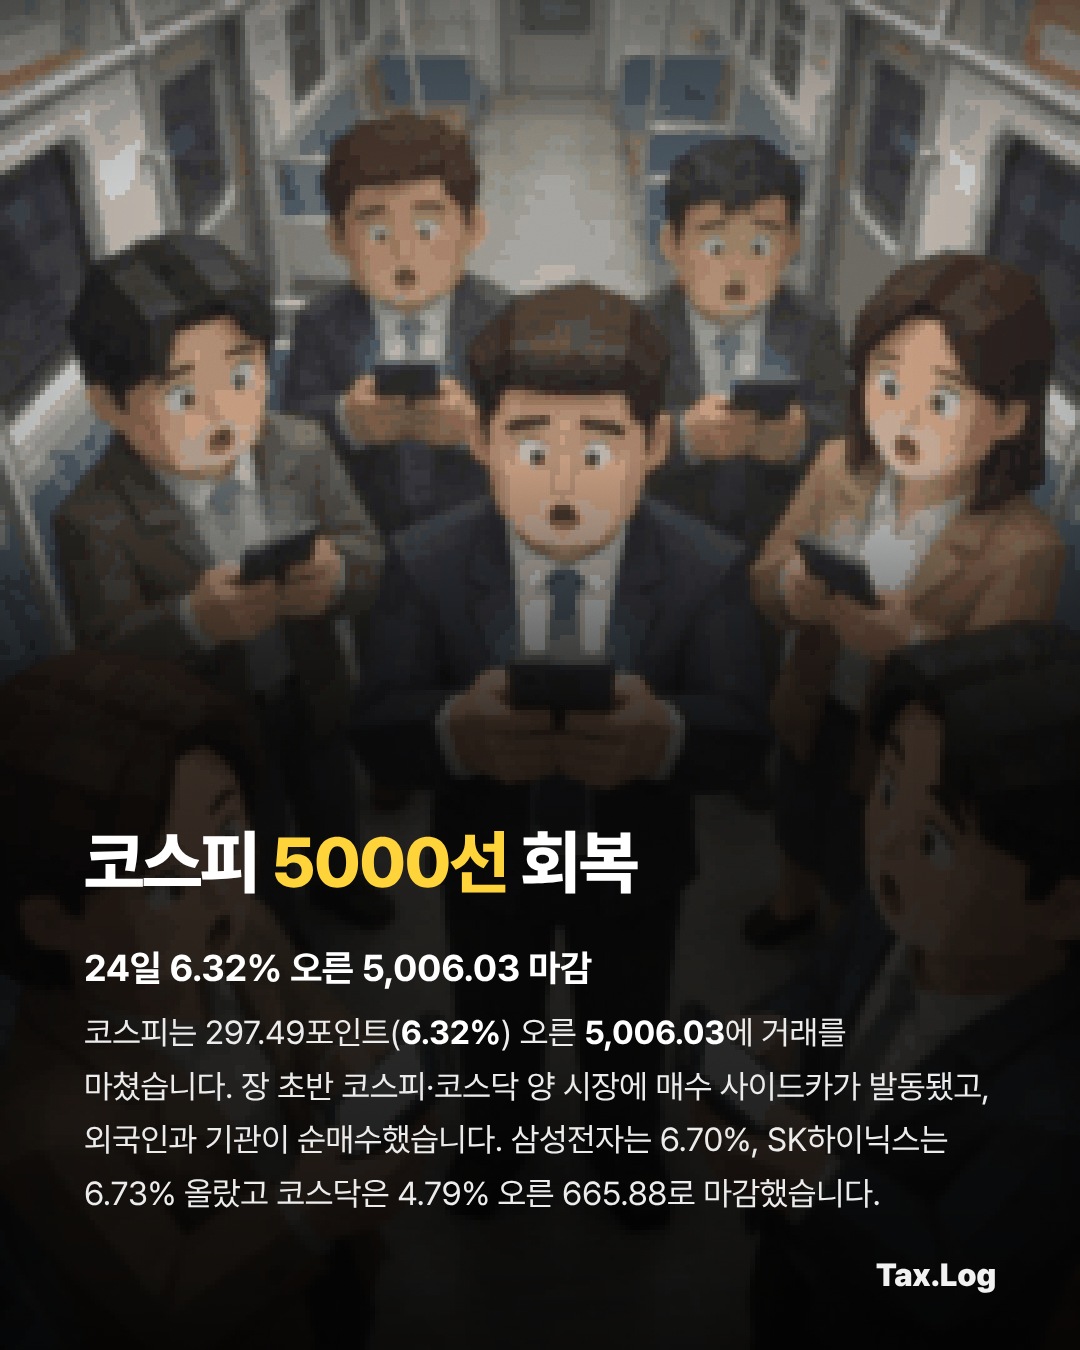 코스피 5000선 회복
24일 6.32% 오른 5,006.03 마감
코스피는 297.49포인트(6.32%) 오른 5,006.03에 거래를
마쳤습니다. 장 초반 코스피·코스닥 양 시장에 매수 사이드카가 발동됐고,
외국인과 기관이 순매수했습니다. 삼성전자는 6.70%, SK하이닉스는
6.73% 올랐고 코스닥은 4.79% 오른 665.88로 마감했습니다.
Tax.Log